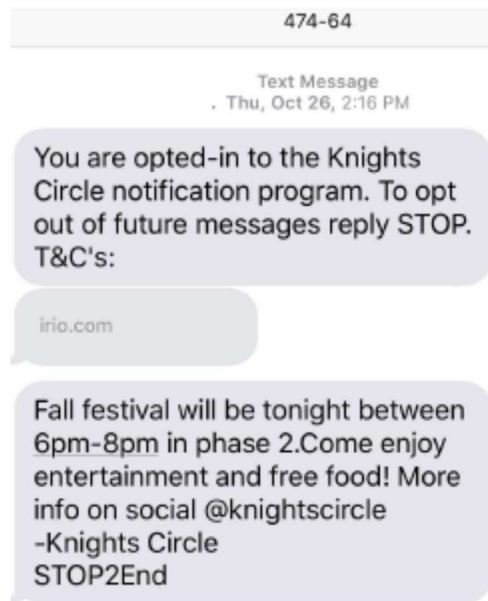 474-64
Text Message
. Thu, Oct 26, 2:16 PM
You are opted-in to the Knights
Circle notification program. To opt
out of future messages reply STOP.
T&C's:
irio.com
Fall festival will be tonight between
6pm-8pm in phase 2.Come enjoy
entertainment and free food! More
info on social @knightscircle
-Knights Circle
STOP2End